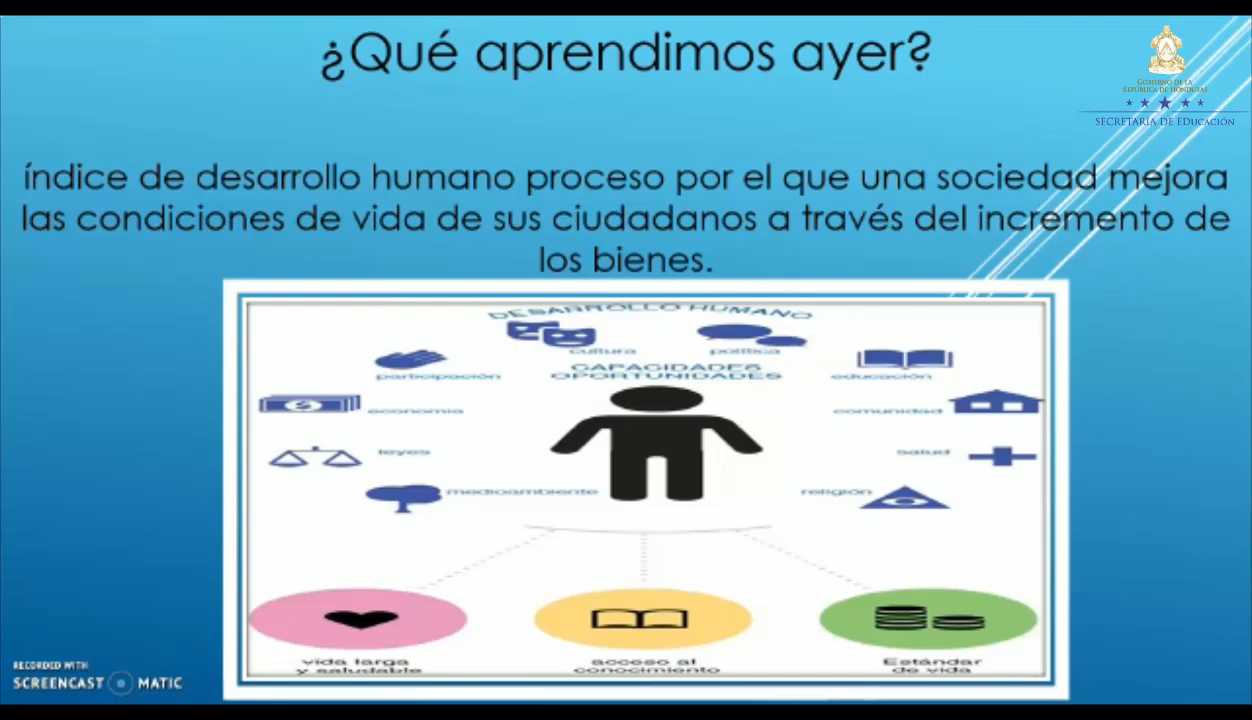 ¿Qué aprendimos ayer?
GOBIERNO DE LA
REPÚBLICA DE HONDURAS
SECRETARÍA DE EDUCACIÓN
índice de desarrollo humano proceso por el que una sociedad mejora
las condiciones de vida de sus ciudadanos a través del incremento de
los bienes.
DESARROLLO HUMANO
cultura
política
participación
CAPACIDADES
OPORTUNIDADES
educación
economía
comunidad
leyes
salud
medioambiente
religión
vida larga
y saludable
acceso al
conocimiento
Estándar
de vida
RECORDED WITH
SCREENCAST MATIC